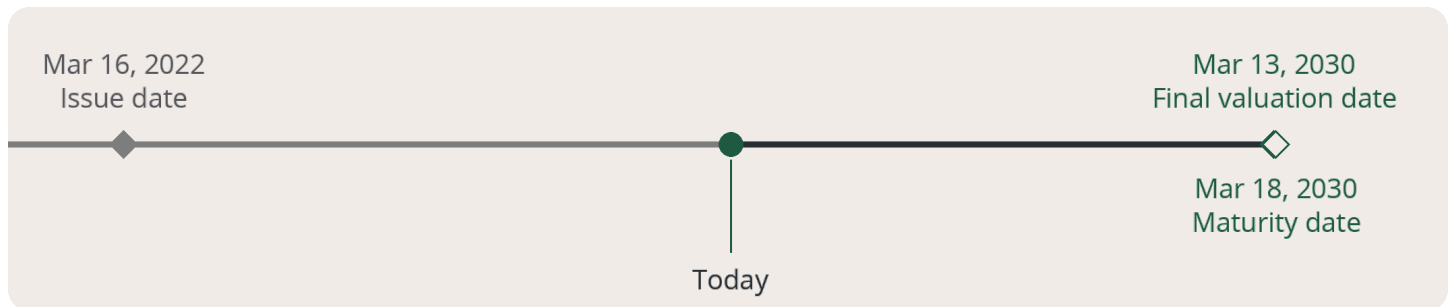 Mar 16, 2022
Issue date
Mar 13, 2030
Final valuation date
Mar 18, 2030
Maturity date
Today